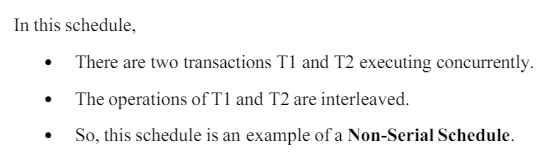 In this schedule,
• There are two transactions T1 and T2 executing concurrently.
• The operations of T1 and T2 are interleaved.
• So, this schedule is an example of a Non-Serial Schedule.